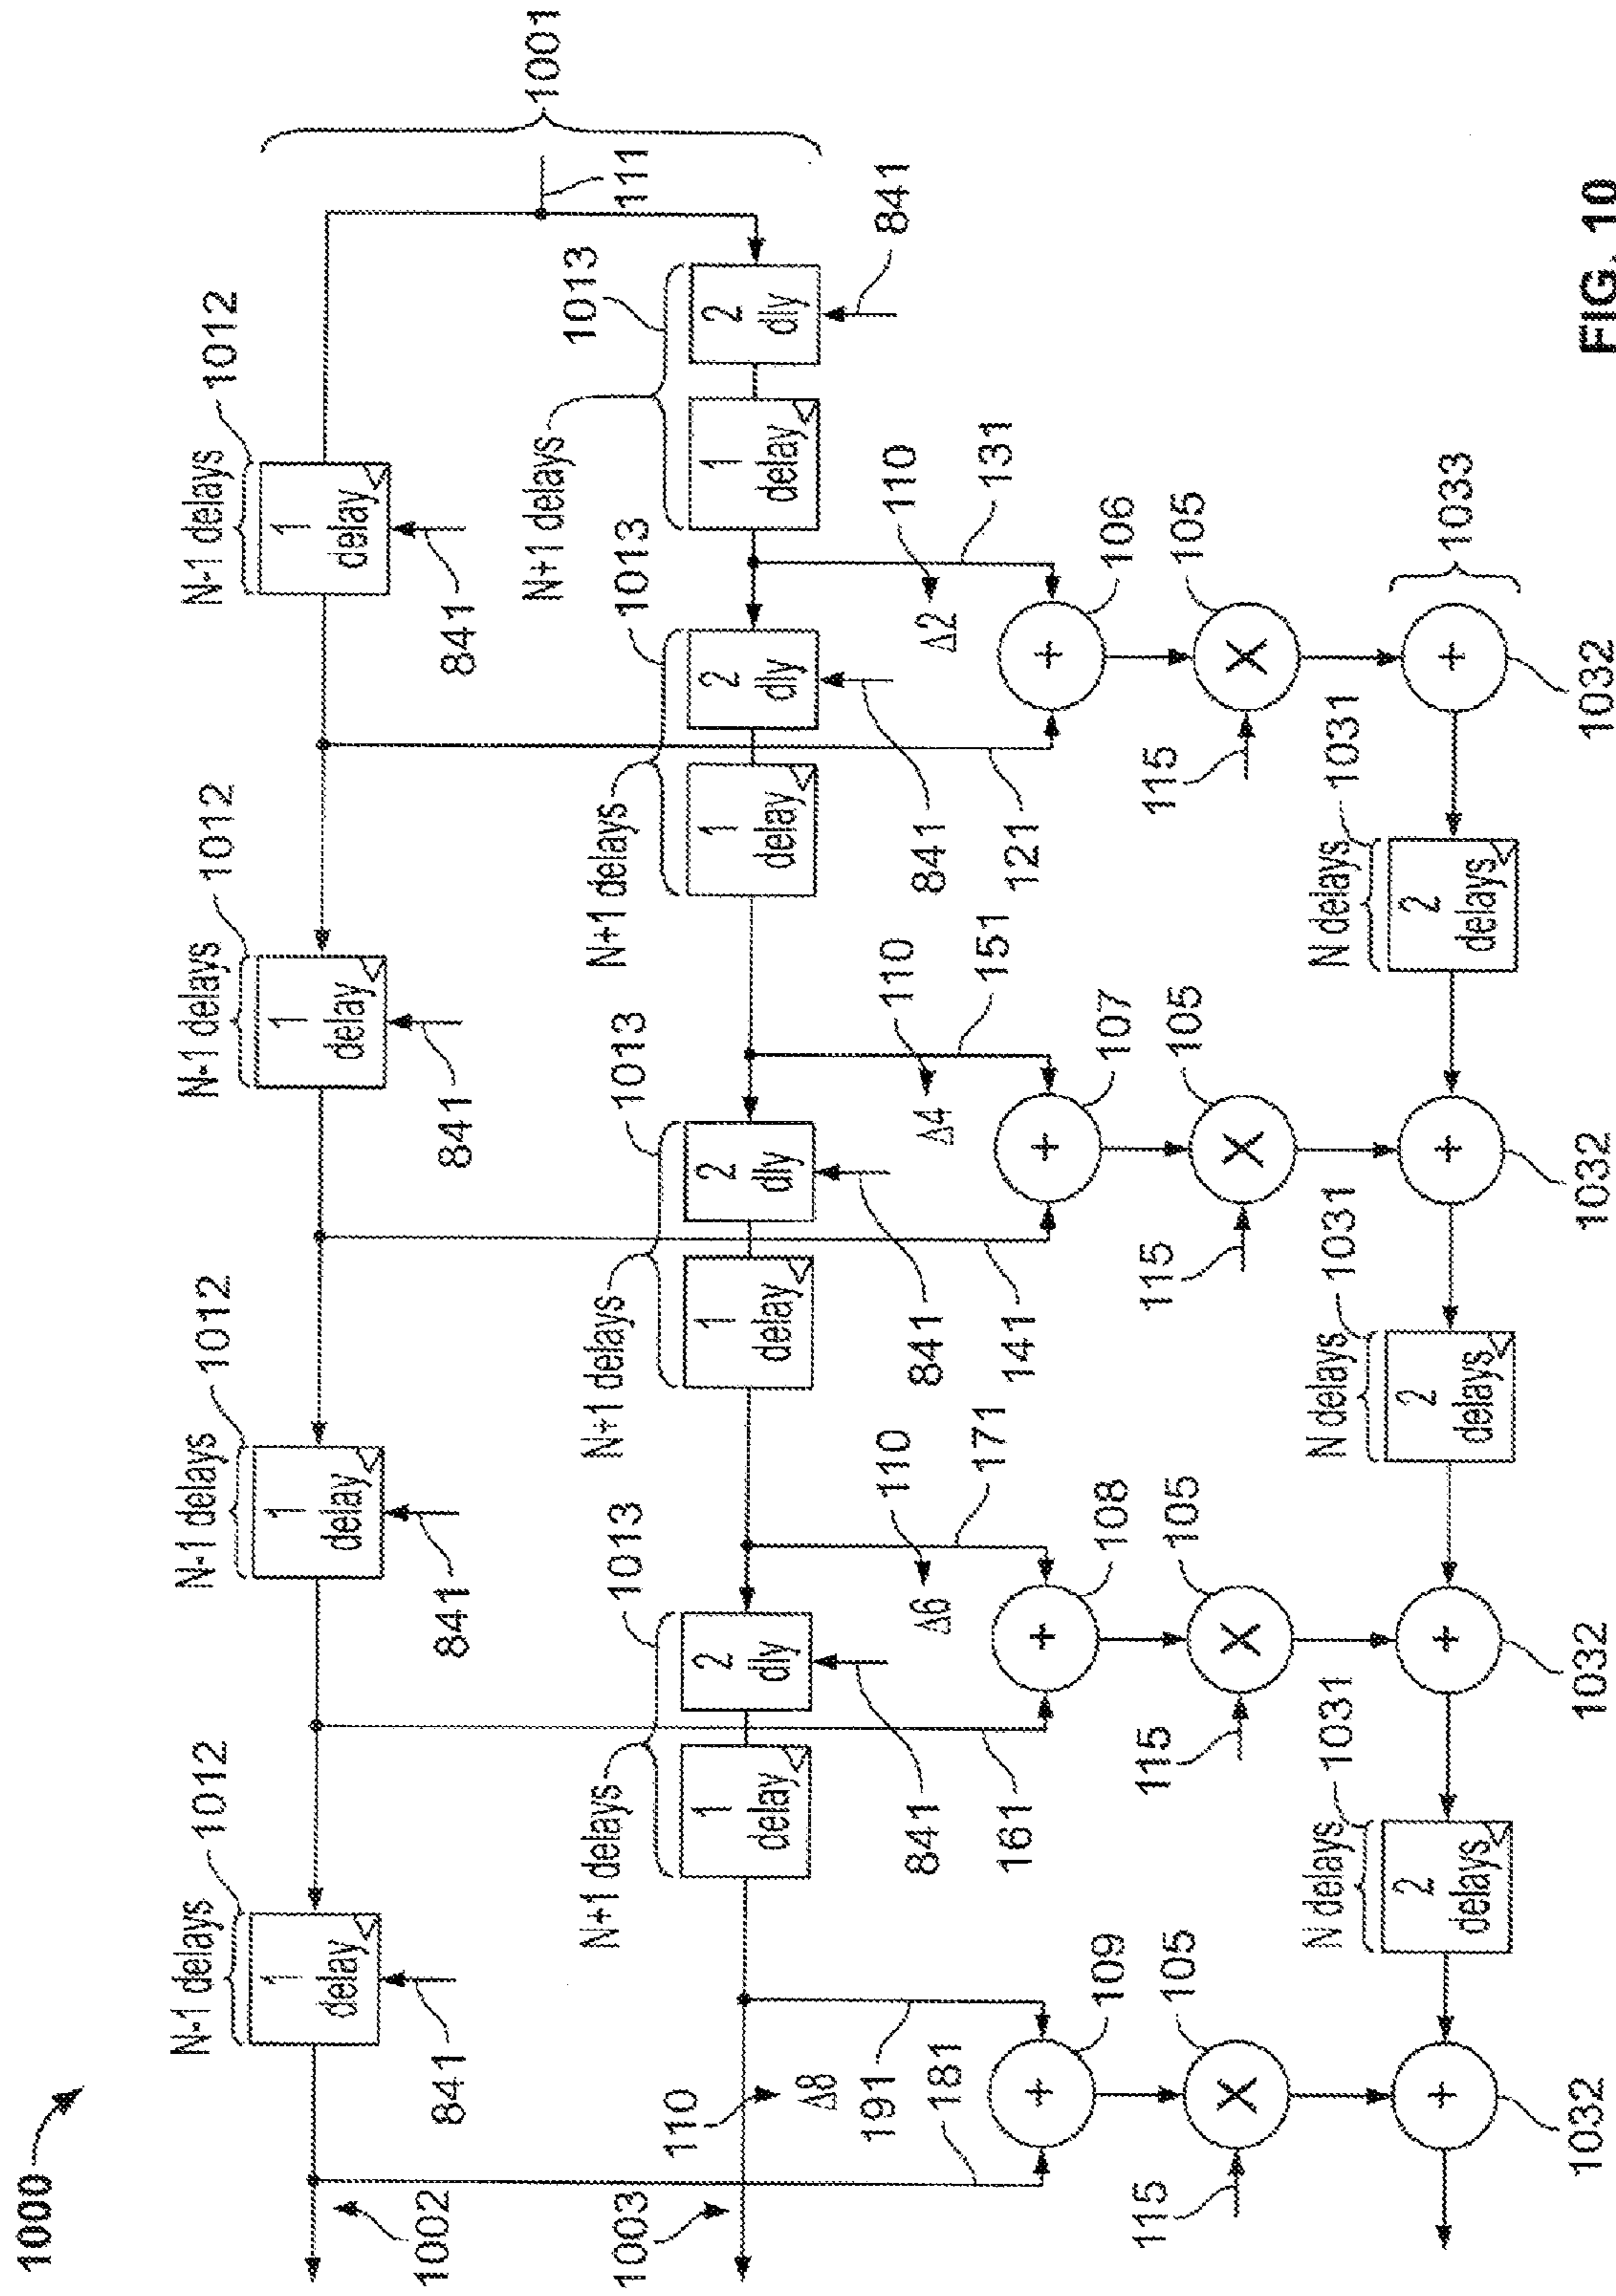 1000
1001
111
N-1 delays
1012
1
delay
841
N-1 delays
1012
1
delay
841
N-1 delays
1012
1
delay
841
N-1 delays
1012
1
delay
841
1002
N+1 delays
1013
1
delay
2
dly
841
N+1 delays
1013
1
delay
2
dly
841
N+1 delays
1013
1
delay
2
dly
841
N+1 delays
1013
1
delay
2
dly
841
1003
110
Δ8
191
181
110
Δ6
171
161
110
Δ4
151
141
110
Δ2
131
121
+
109
+
108
+
107
+
106
115
X
105
115
X
105
115
X
105
115
X
105
+
1032
N delays
1031
2
delays
+
1032
N delays
1031
2
delays
+
1032
N delays
1031
2
delays
+
1032
1033
FIG. 10